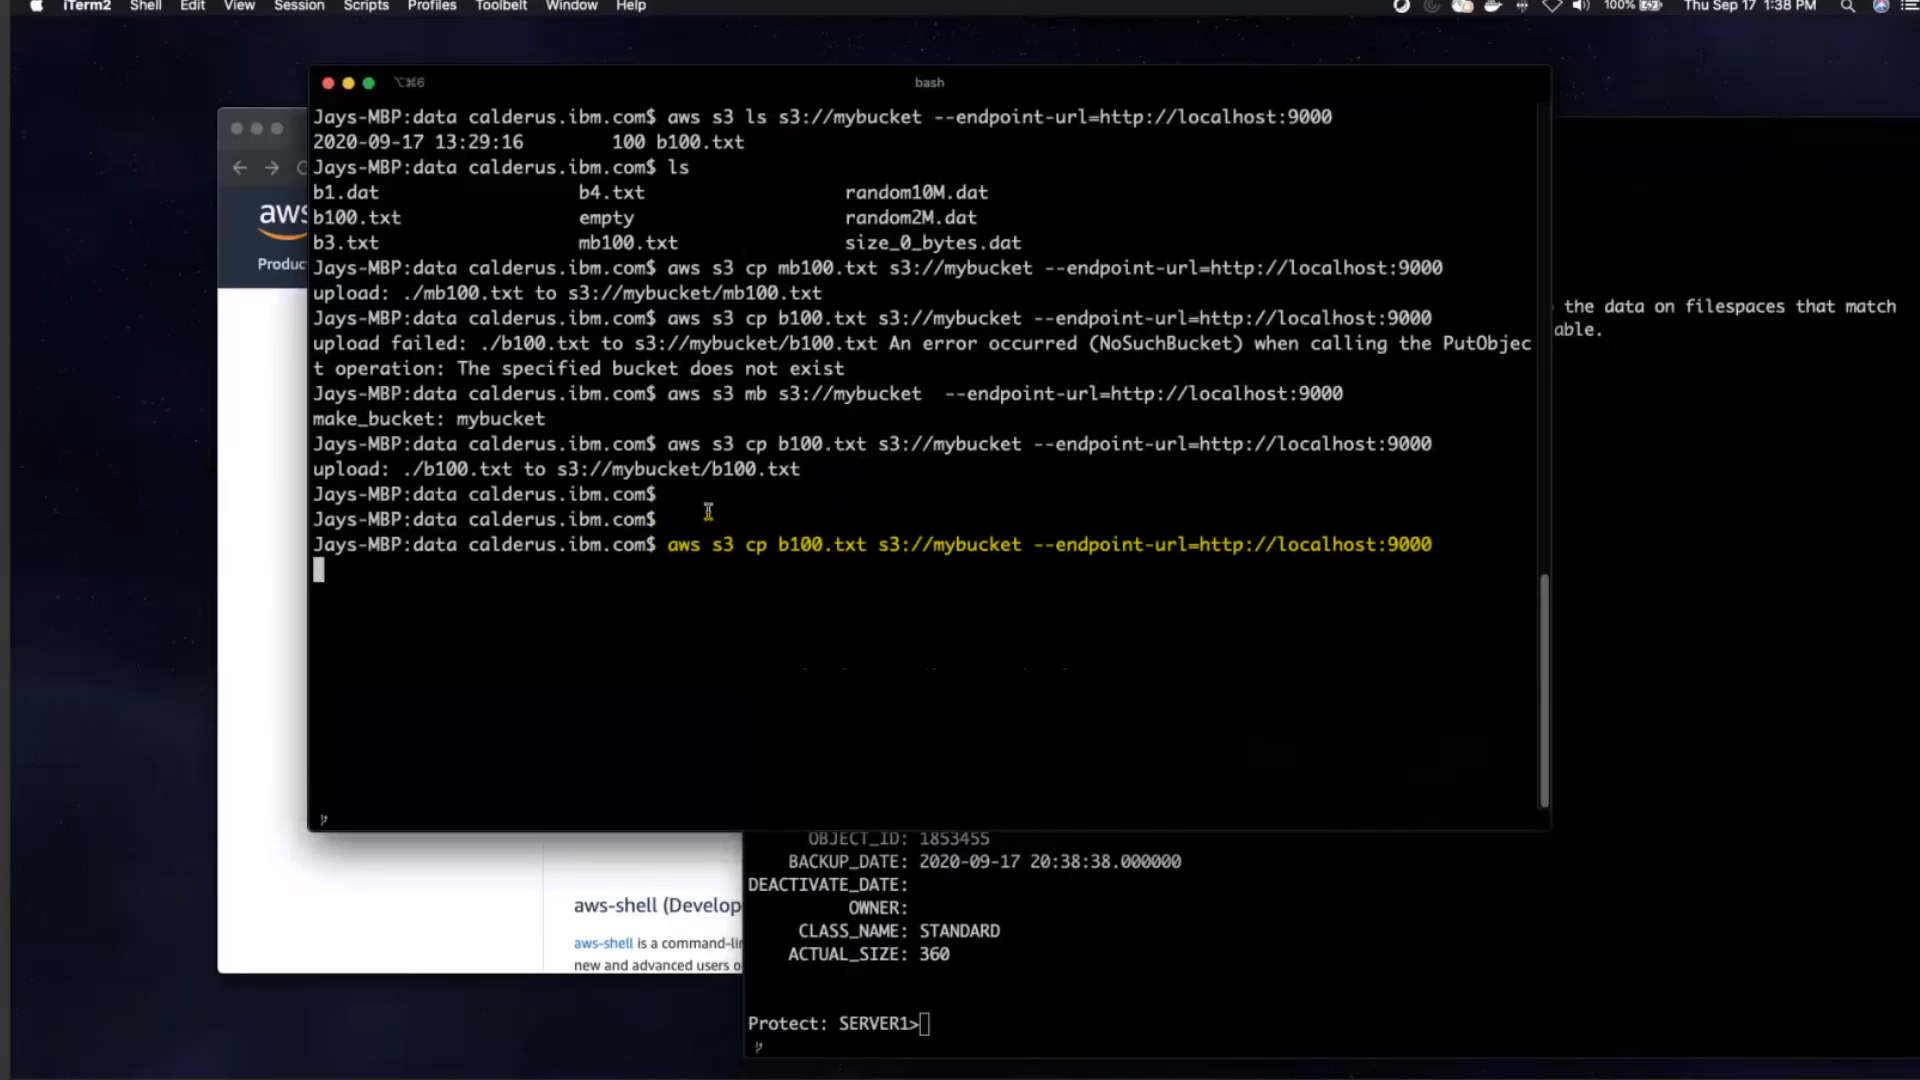 iTerm2 Shell Edit View Session Scripts Profiles Toolbelt Window Help 100% Thu Sep 17 1:38 PM
⌥⌘6 bash
Jays-MBP:data calderus.ibm.com$ aws s3 ls s3://mybucket --endpoint-url=http://localhost:9000
2020-09-17 13:29:16 100 b100.txt
Jays-MBP:data calderus.ibm.com$ ls
b1.dat b4.txt random10M.dat
b100.txt empty random2M.dat
b3.txt mb100.txt size_0_bytes.dat
Jays-MBP:data calderus.ibm.com$ aws s3 cp mb100.txt s3://mybucket --endpoint-url=http://localhost:9000
upload: ./mb100.txt to s3://mybucket/mb100.txt
Jays-MBP:data calderus.ibm.com$ aws s3 cp b100.txt s3://mybucket --endpoint-url=http://localhost:9000
upload failed: ./b100.txt to s3://mybucket/b100.txt An error occurred (NoSuchBucket) when calling the PutObjec
t operation: The specified bucket does not exist
Jays-MBP:data calderus.ibm.com$ aws s3 mb s3://mybucket  --endpoint-url=http://localhost:9000
make_bucket: mybucket
Jays-MBP:data calderus.ibm.com$ aws s3 cp b100.txt s3://mybucket --endpoint-url=http://localhost:9000
upload: ./b100.txt to s3://mybucket/b100.txt
Jays-MBP:data calderus.ibm.com$
Jays-MBP:data calderus.ibm.com$
Jays-MBP:data calderus.ibm.com$ aws s3 cp b100.txt s3://mybucket --endpoint-url=http://localhost:9000
aws
Produc
the data on filespaces that match
able.
aws-shell (Develop
aws-shell is a command-li
new and advanced users o
OBJECT_ID: 1853455
BACKUP_DATE: 2020-09-17 20:38:38.000000
DEACTIVATE_DATE:
OWNER:
CLASS_NAME: STANDARD
ACTUAL_SIZE: 360
Protect: SERVER1>